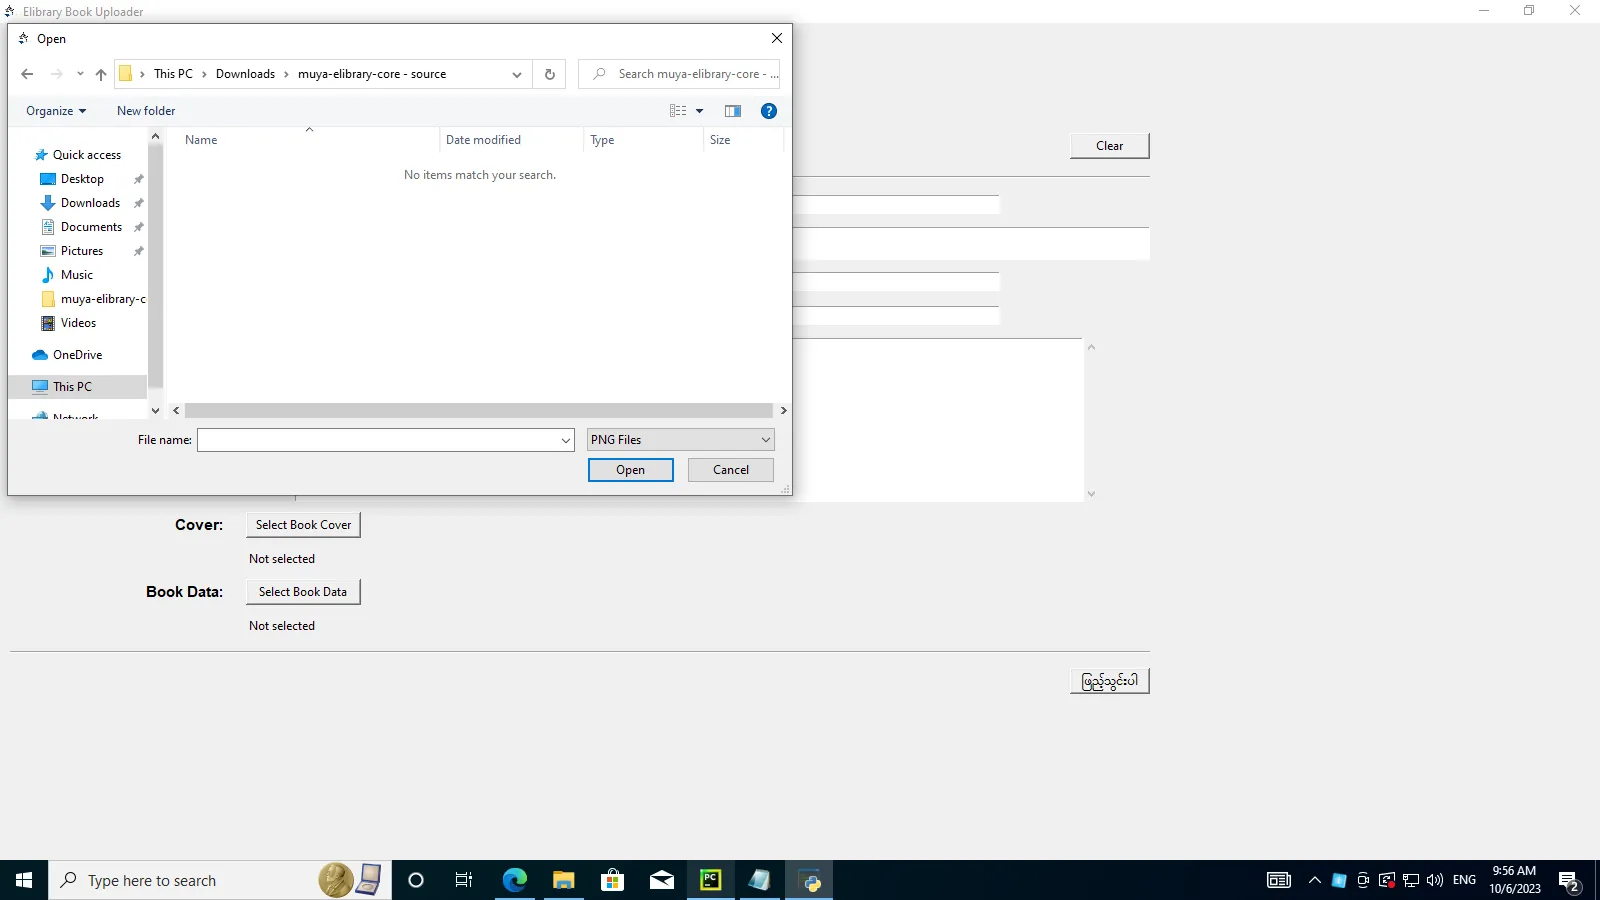 Elibrary Book Uploader
Open
This PC
Downloads
muya-elibrary-core - source
Search muya-elibrary-core - ...
Organize
New folder
Name
Date modified
Type
Size
No items match your search.
Quick access
Desktop
Downloads
Documents
Pictures
Music
muya-elibrary-c
Videos
OneDrive
This PC
Network
File name:
PNG Files
Open
Cancel
Clear
Cover:
Select Book Cover
Not selected
Book Data:
Select Book Data
Not selected
ဖြည့်သွင်းပါ
Type here to search
PC
ENG
9:56 AM
10/6/2023
2